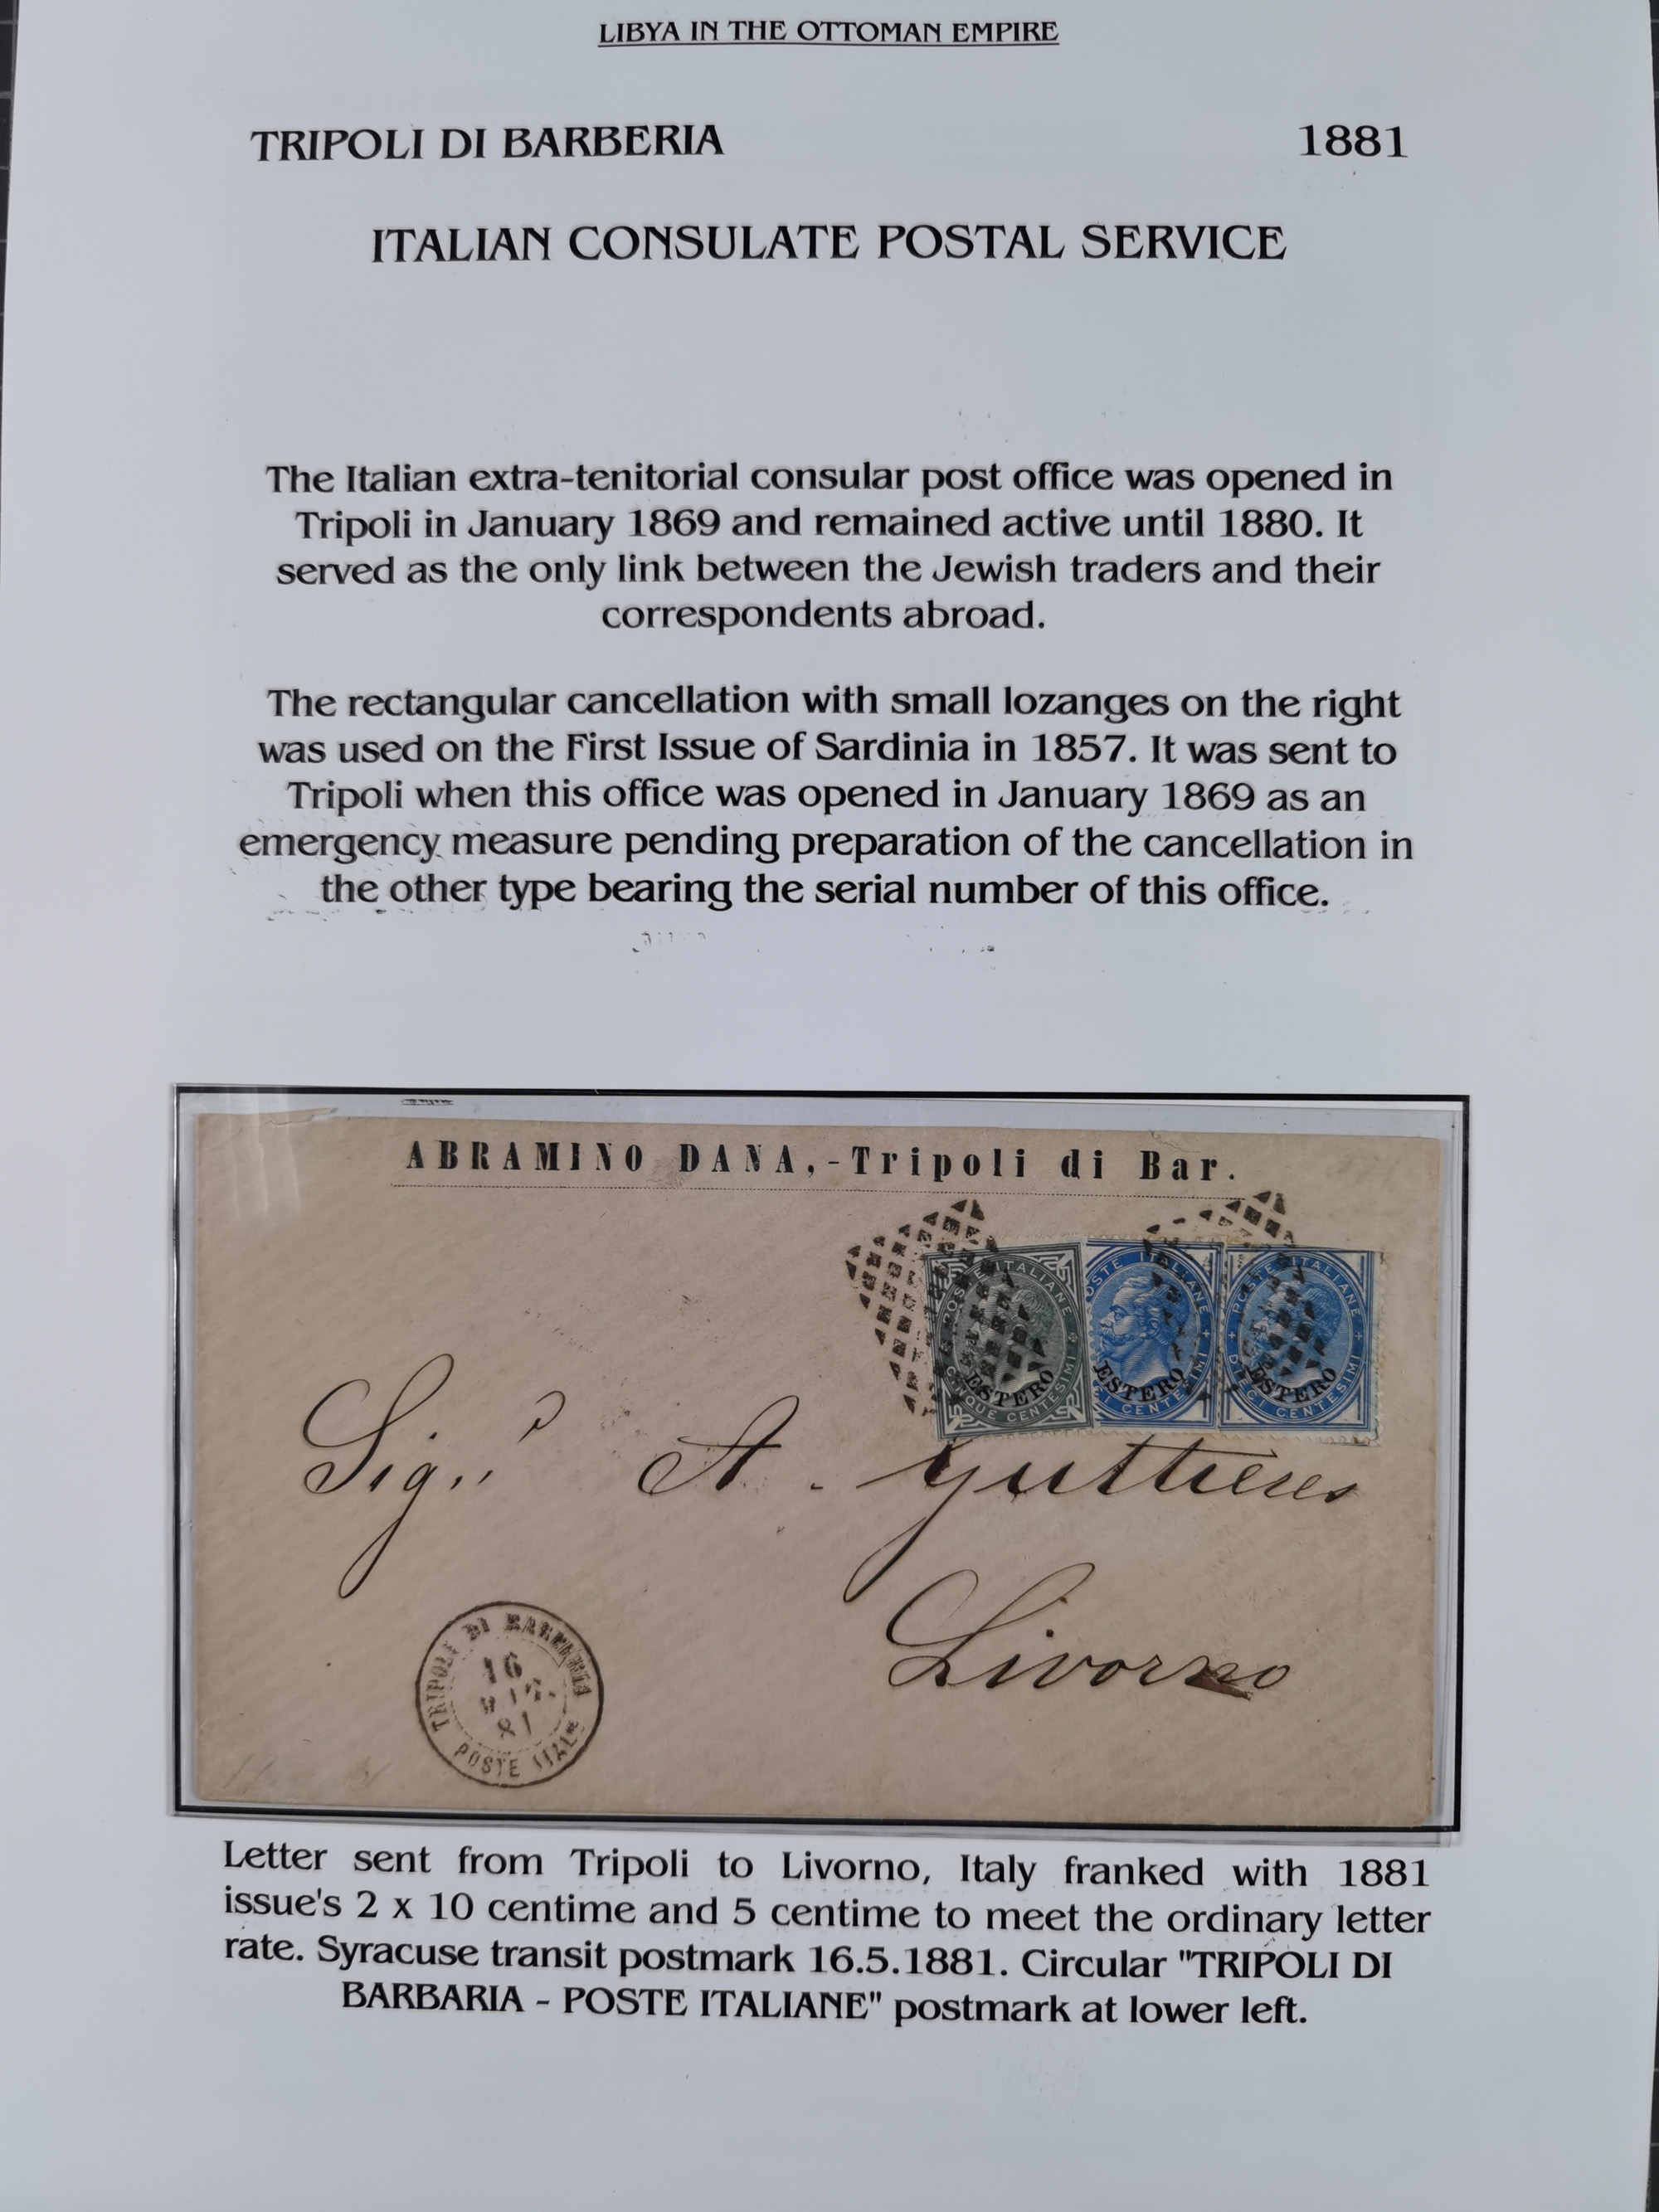 LIBYA IN THE OTTOMAN EMPIRE
TRIPOLI DI BARBERIA 1881
ITALIAN CONSULATE POSTAL SERVICE
The Italian extra-tenitorial consular post office was opened in
Tripoli in January 1869 and remained active until 1880. It
served as the only link between the Jewish traders and their
correspondents abroad.
The rectangular cancellation with small lozanges on the right
was used on the First Issue of Sardinia in 1857. It was sent to
Tripoli when this office was opened in January 1869 as an
emergency measure pending preparation of the cancellation in
the other type bearing the serial number of this office.
ABRAMINO DANA,-Tripoli di Bar.
POSTE ITALIANE
CINQUE CENTESIMI
ESTERO
POSTE ITALIANE
CENTESIMI
ESTERO
POSTE ITALIANE
DIECI CENTESIMI
ESTERO
Sig.r A. Guttieres
Livorno
TRIPOLI DI BARBERIA
16
81
POSTE ITALNE
Letter sent from Tripoli to Livorno, Italy franked with 1881
issue's 2 x 10 centime and 5 centime to meet the ordinary letter
rate. Syracuse transit postmark 16.5.1881. Circular "TRIPOLI DI
BARBARIA - POSTE ITALIANE" postmark at lower left.